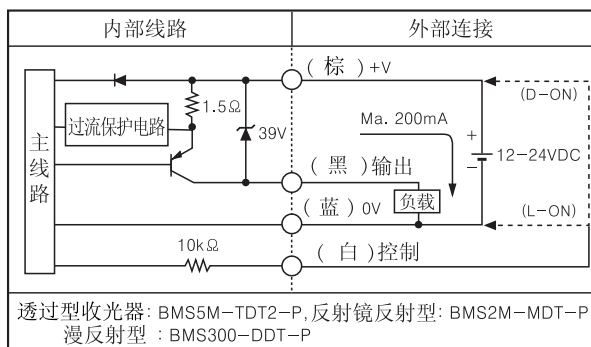 内部线路 外部连接
(棕)+V
(D-ON)
1.5Ω
过流保护电路
39V
Ma. 200mA
+
12-24VDC
-
主线路
(黑)输出
负载
(蓝)0V
(L-ON)
10kΩ
(白)控制
透过型收光器: BMS5M-TDT2-P,反射镜反射型: BMS2M-MDT-P
漫反射型 : BMS300-DDT-P